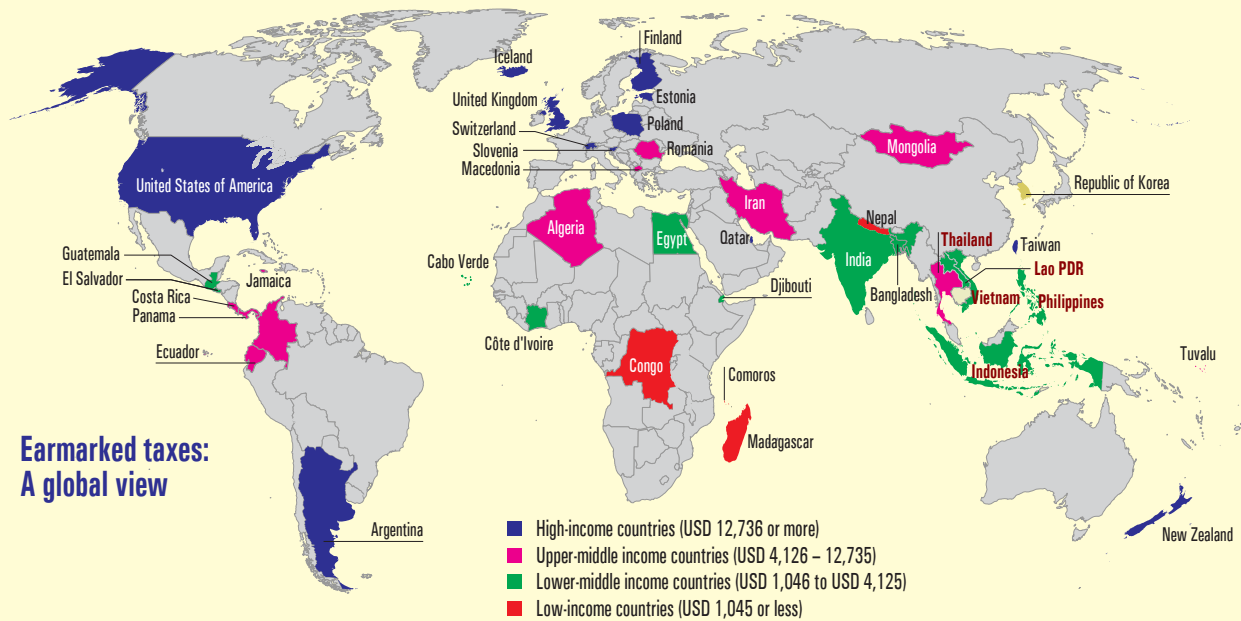 Finland
Iceland
United Kingdom
Estonia
Switzerland
Poland
Slovenia
Romania
Macedonia
Mongolia
United States of America
Republic of Korea
Iran
Algeria
Nepal
Egypt
Qatar
Thailand
Taiwan
Guatemala
Cabo Verde
India
Lao PDR
El Salvador
Jamaica
Djibouti
Bangladesh
Costa Rica
Vietnam
Philippines
Panama
Côte d'Ivoire
Ecuador
Congo
Comoros
Indonesia
Tuvalu
Madagascar
Earmarked taxes:
A global view
Argentina
New Zealand
High-income countries (USD 12,736 or more)
Upper-middle income countries (USD 4,126 – 12,735)
Lower-middle income countries (USD 1,046 to USD 4,125)
Low-income countries (USD 1,045 or less)